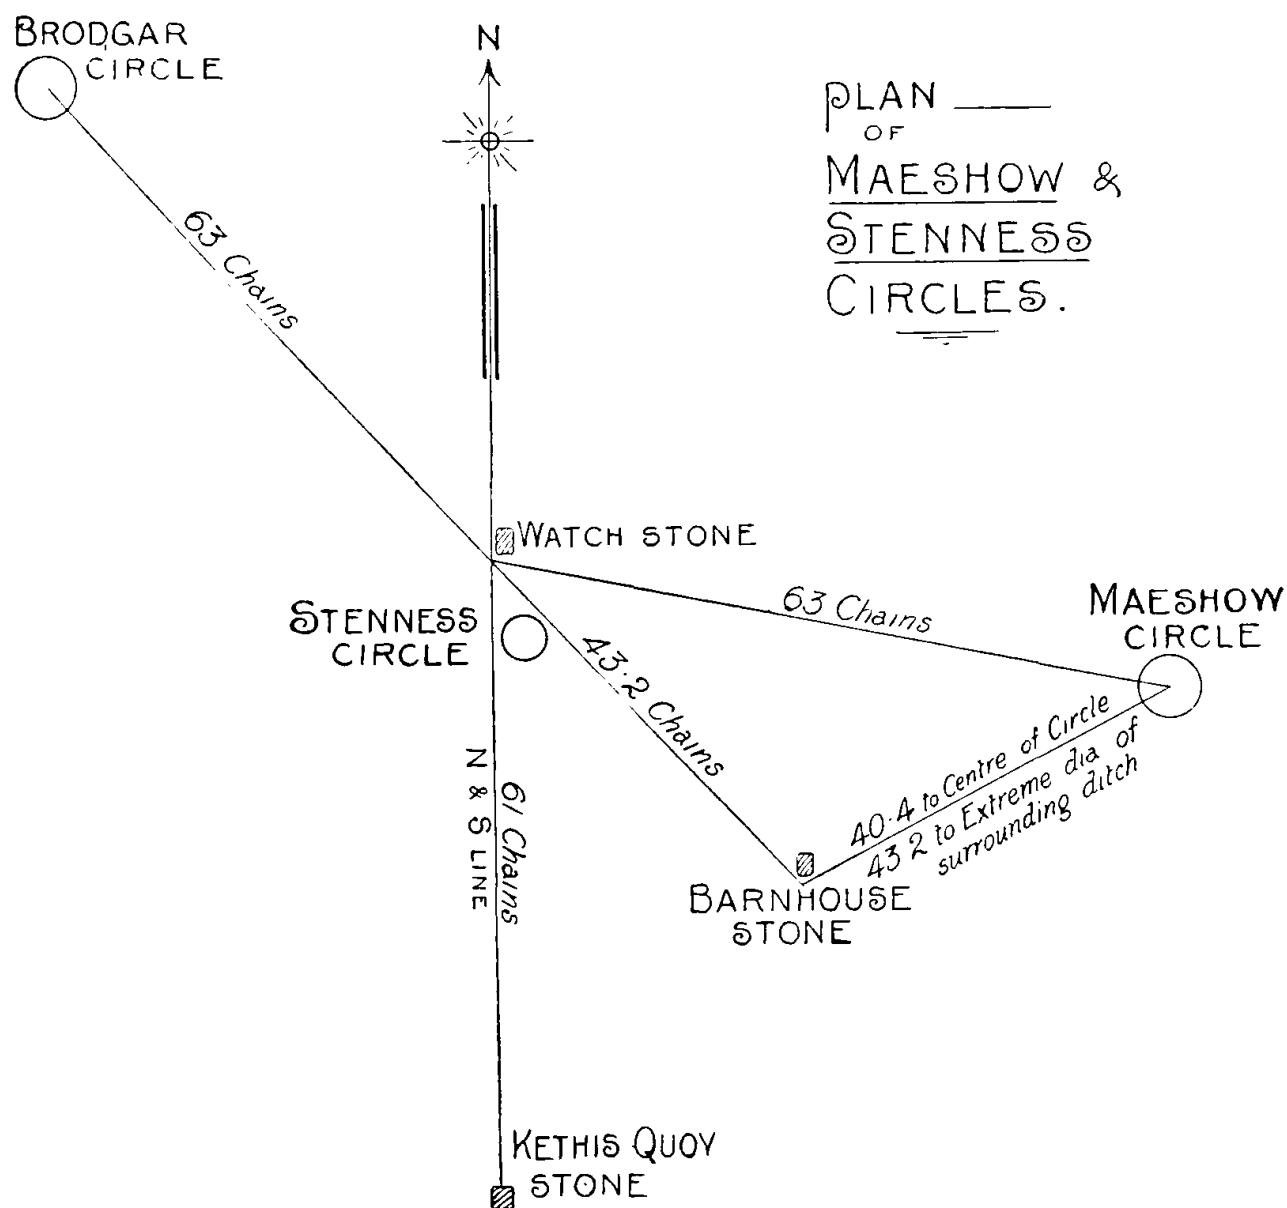 BRODGAR
CIRCLE
N
PLAN
OF
MAESHOW &
STENNESS
CIRCLES.
63 Chains
WATCH STONE
STENNESS
CIRCLE
63 Chains
MAESHOW
CIRCLE
43.2 Chains
N & S LINE
61 Chains
40.4 to Centre of Circle
43 2 to Extreme dia of
surrounding ditch
BARNHOUSE
STONE
KETHIS QUOY
STONE